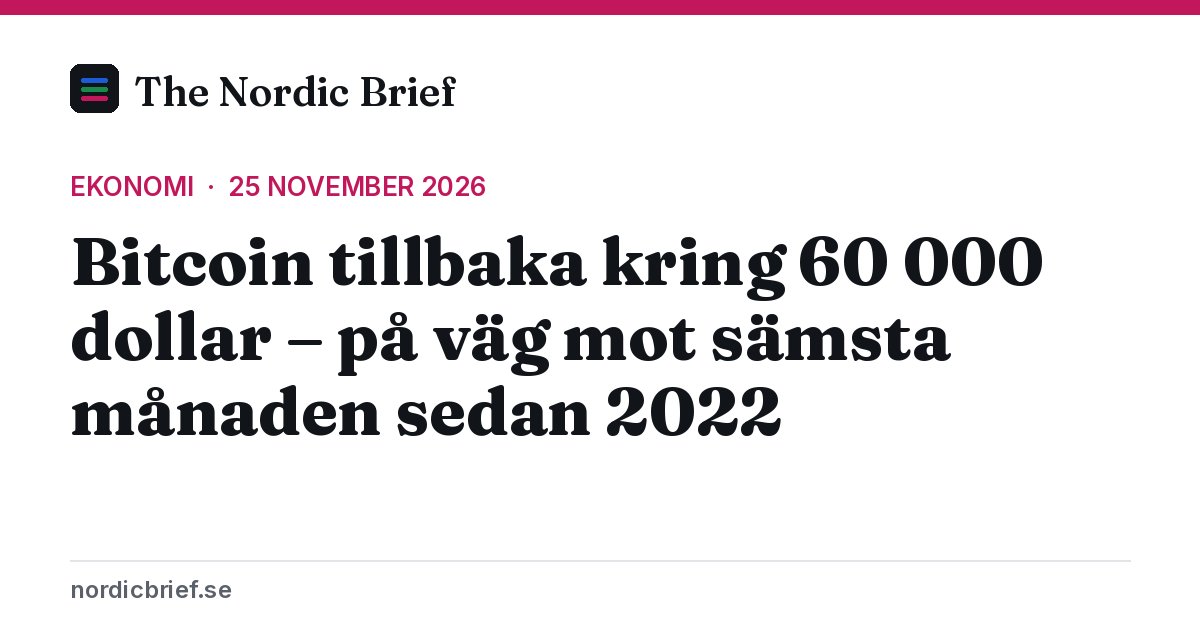 The Nordic Brief
EKONOMI · 25 NOVEMBER 2026
Bitcoin tillbaka kring 60 000
dollar – på väg mot sämsta
månaden sedan 2022
nordicbrief.se